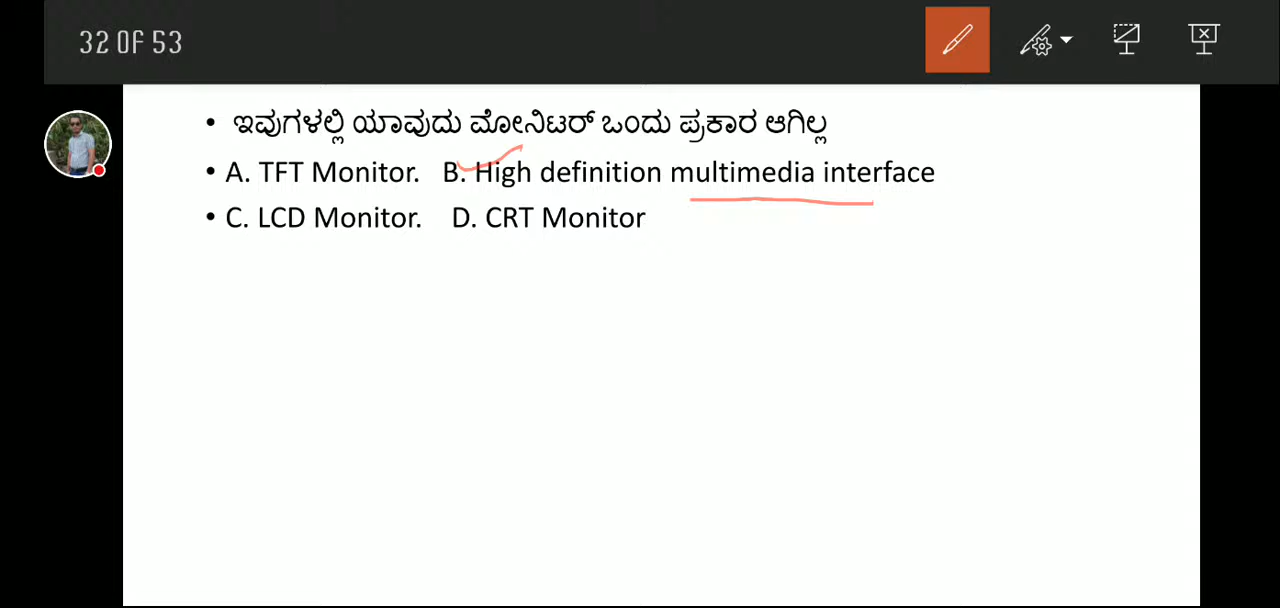 32 OF 53
• ಇವುಗಳಲ್ಲಿ ಯಾವುದು ಮೋನಿಟರ್ ಒಂದು ಪ್ರಕಾರ ಆಗಿಲ್ಲ
• A. TFT Monitor. B. High definition multimedia interface
• C. LCD Monitor. D. CRT Monitor